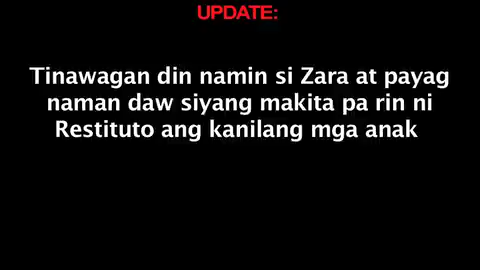 UPDATE:
Tinawagan din namin si Zara at payag
naman daw siyang makita pa rin ni
Restituto ang kanilang mga anak